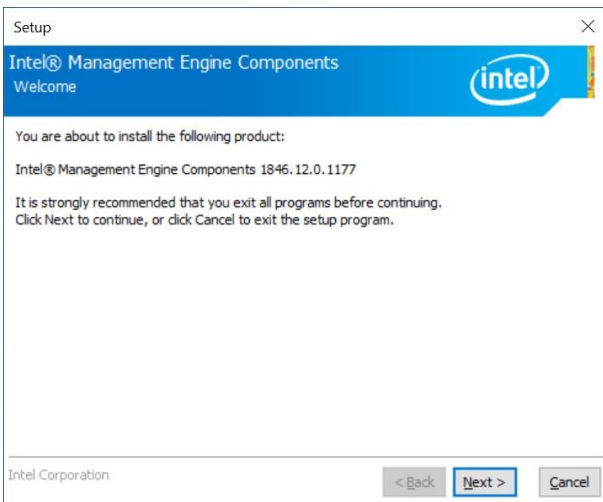 Setup
Intel® Management Engine Components
Welcome
intel
You are about to install the following product:
Intel® Management Engine Components 1846.12.0.1177
It is strongly recommended that you exit all programs before continuing.
Click Next to continue, or click Cancel to exit the setup program.
Intel Corporation
< Back Next > Cancel